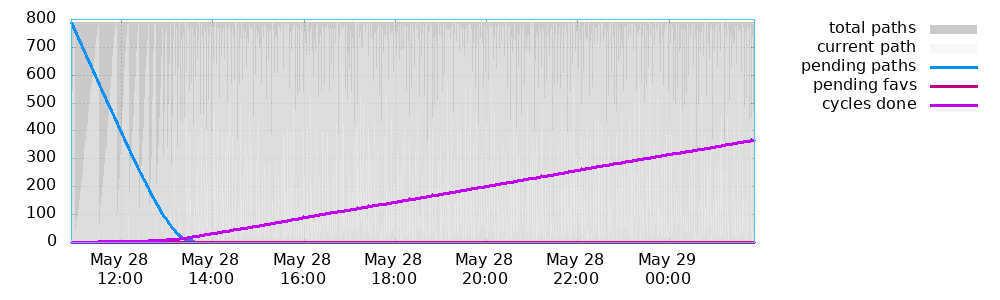 800
700
600
500
400
300
200
100
0
May 28 May 28 May 28 May 28 May 28 May 28 May 29
12:00 14:00 16:00 18:00 20:00 22:00 00:00
total paths
current path
pending paths
pending favs
cycles done